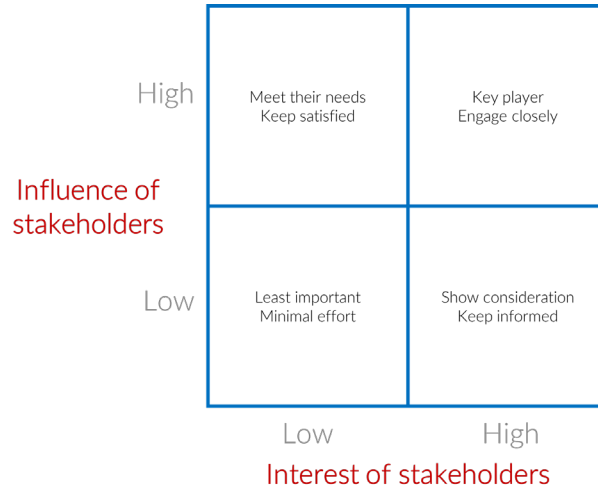 High
Meet their needs
Keep satisfied
Key player
Engage closely
Influence of
stakeholders
Low
Least important
Minimal effort
Show consideration
Keep informed
Low
High
Interest of stakeholders